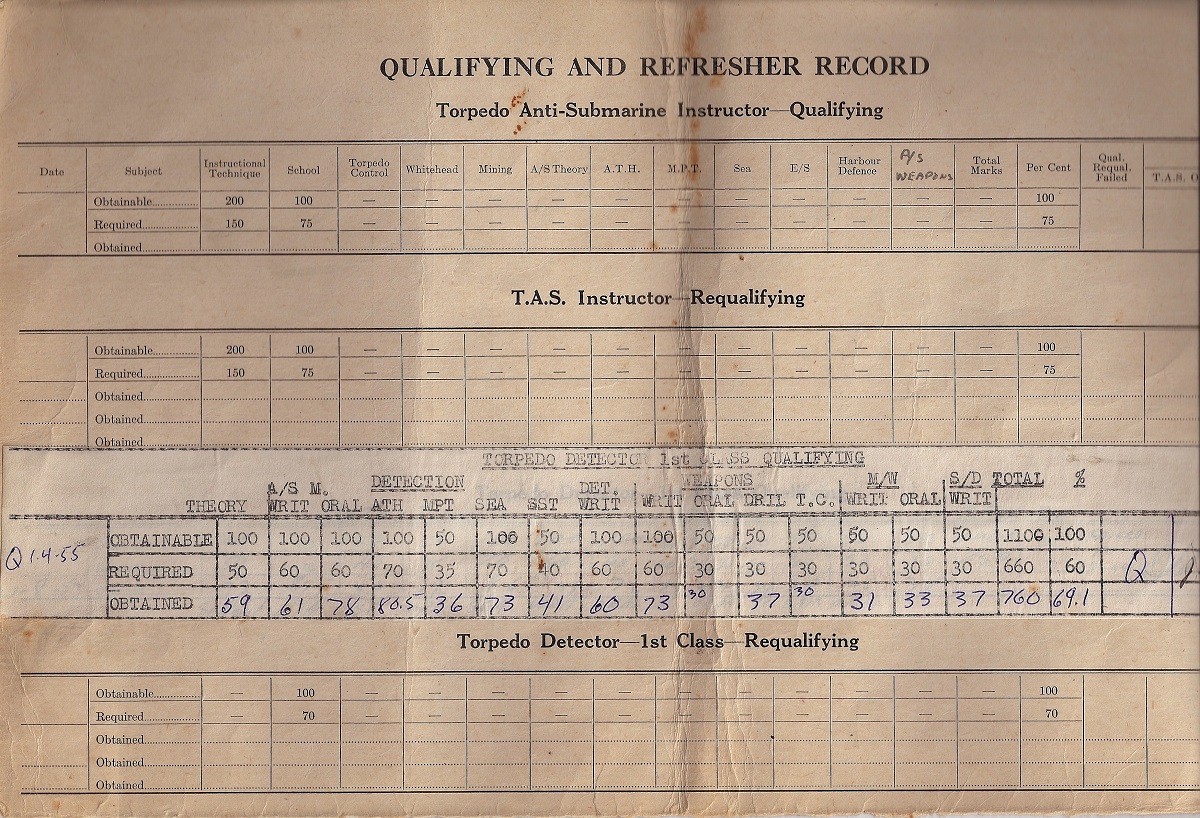 QUALIFYING AND REFRESHER RECORD
Torpedo Anti-Submarine Instructor—Qualifying
Date Subject Instructional Technique School Torpedo Control Whitehead Mining A/S Theory A.T.H. M.P.T. Sea E/S Harbour Defence A/S WEAPONS Total Marks Per Cent Qual. Requal. Failed T.A.S. O
Obtainable 200 100 — — — — — — — — — — — 100
Required 150 75 — — — — — — — — — — — 75
Obtained
T.A.S. Instructor—Requalifying
Obtainable 200 100 — — — — — — — — — — — 100
Required 150 75 — — — — — — — — — — — 75
Obtained
Obtained
Obtained
TORPEDO DETECTOR 1st CLASS QUALIFYING
A/S M. DETECTION DET. WEAPONS M/W S/D TOTAL %
THEORY WRIT ORAL ATH MPT SEA SST WRIT WRIT ORAL DRIL T.C. WRIT ORAL WRIT
OBTAINABLE 100 100 100 100 50 100 50 100 100 50 50 50 50 50 50 1100 100
Q 1.4.55 REQUIRED 50 60 60 70 35 70 40 60 60 30 30 30 30 30 30 660 60 Q
OBTAINED 59 61 78 80.5 36 73 41 60 73 30 37 30 31 33 37 760 69.1
Torpedo Detector—1st Class—Requalifying
Obtainable — 100 — — — — — — — — — — — 100
Required — 70 — — — — — — — — — — — 70
Obtained
Obtained
Obtained